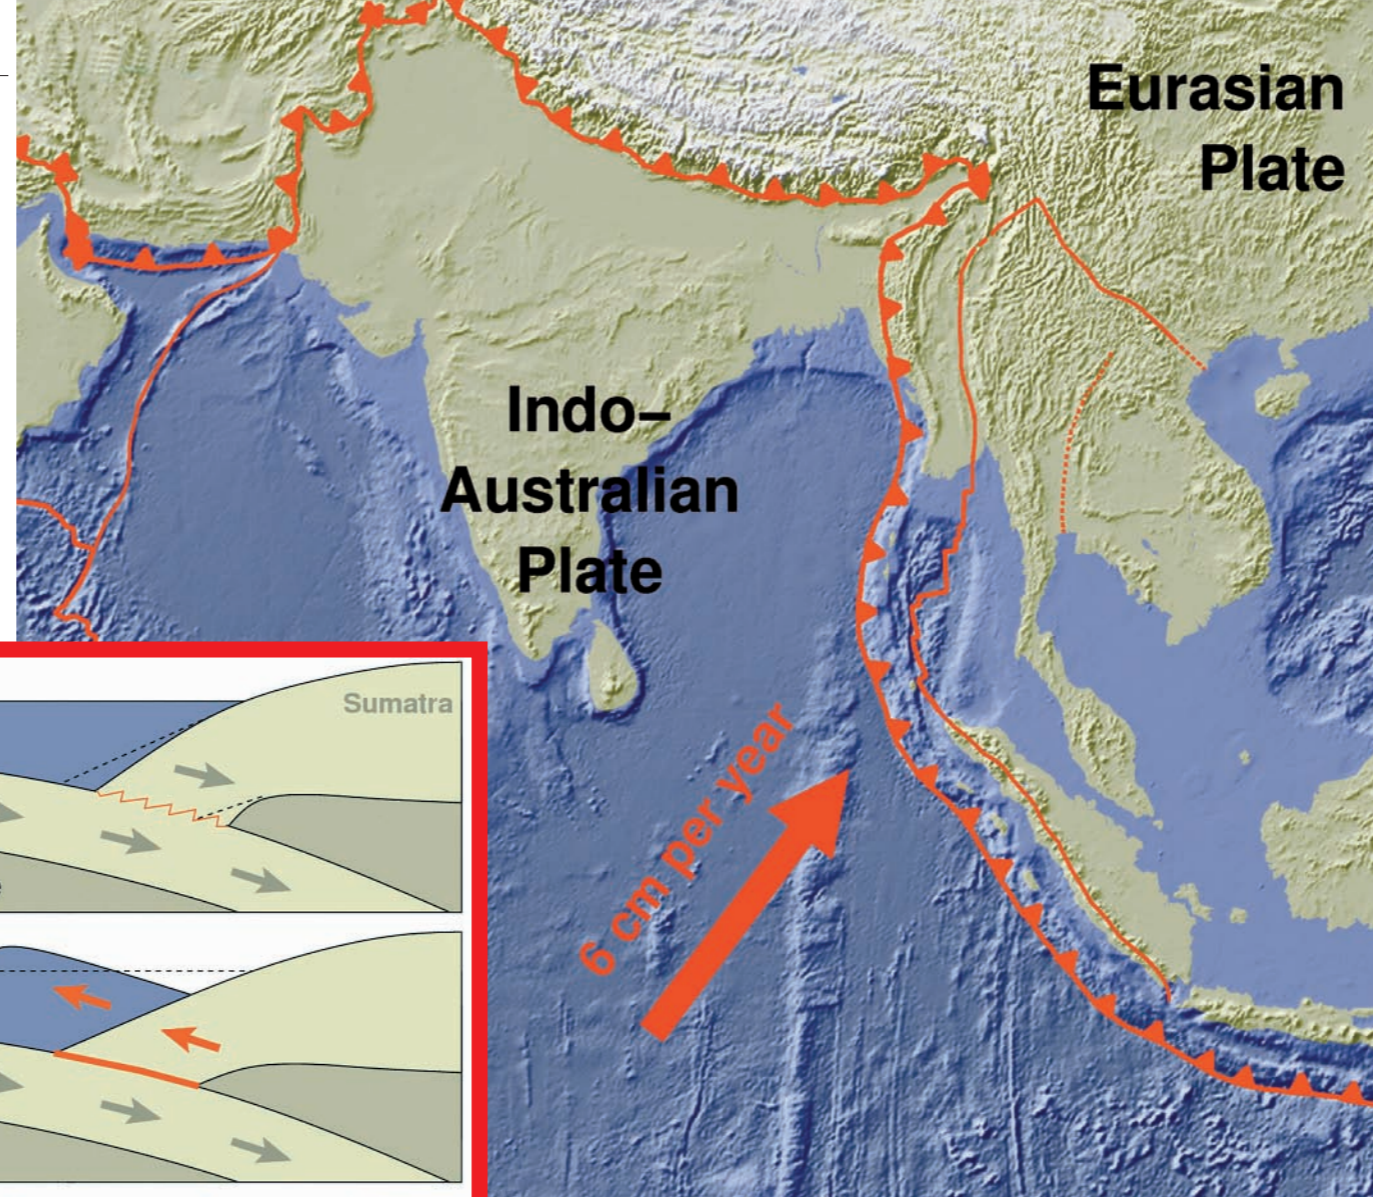 Eurasian
Plate
Indo–
Australian
Plate
6 cm per year
Sumatra